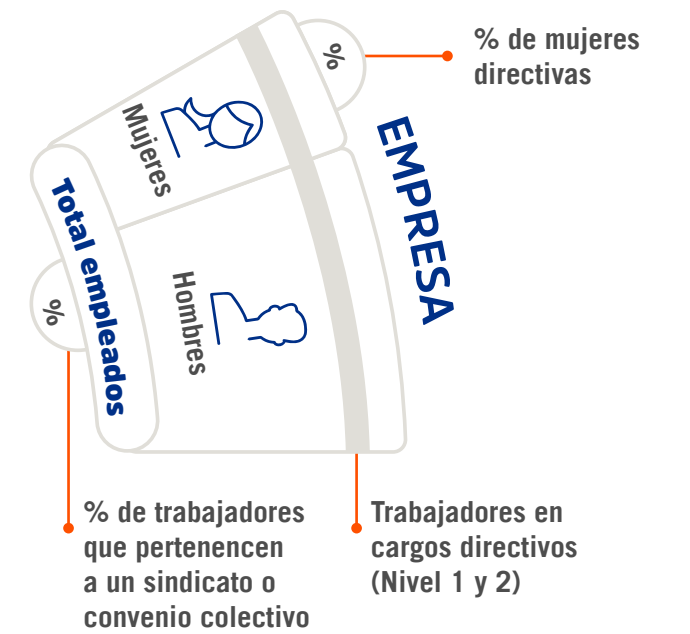 % de mujeres
directivas
%
EMPRESA
Mujeres
Total empleados
Hombres
%
% de trabajadores
que pertenencen
a un sindicato o
convenio colectivo
Trabajadores en
cargos directivos
(Nivel 1 y 2)